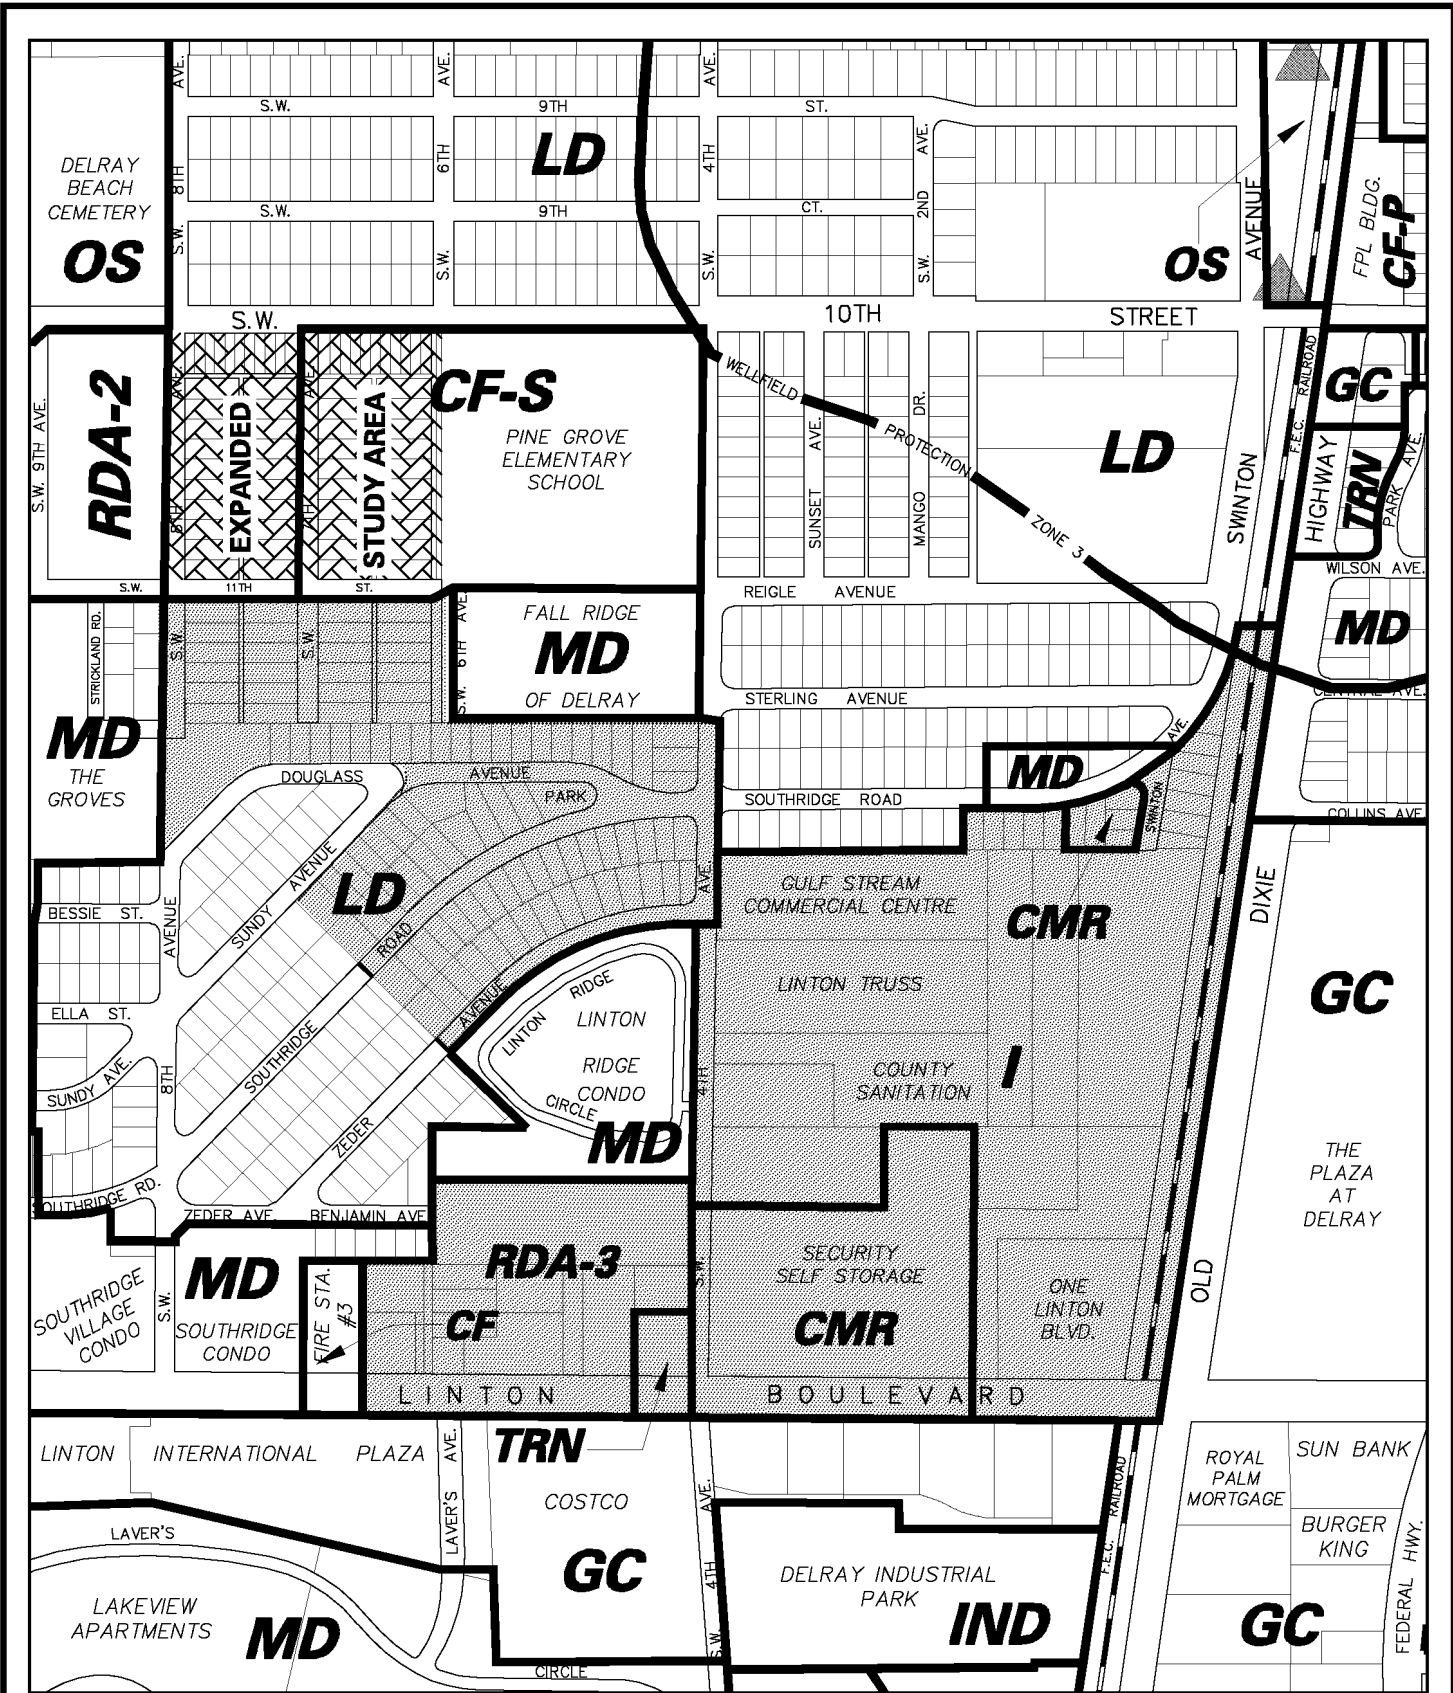 AVE.
AVE.
AVE.
S.W.
9TH
ST.
DELRAY
BEACH
CEMETERY
OS
8TH
S.W.
LD
6TH
S.W.
4TH
S.W.
S.W.
9TH
CT.
AVE.
2ND
S.W.
AVENUE
OS
FPL BLDG.
CF-P
S.W.
10TH
STREET
S.W. 9TH AVE.
RDA-2
AVE.
8TH
EXPANDED
AVE.
7TH
STUDY AREA
CF-S
PINE GROVE
ELEMENTARY
SCHOOL
WELLFIELD
PROTECTION
ZONE 3
AVE.
SUNSET
DR.
MANGO
LD
SWINTON
RAILROAD
F.E.C.
GC
HIGHWAY
TRN
PARK AVE.
WILSON AVE.
S.W.
11TH
ST.
REIGLE AVENUE
STRICKLAND RD.
S.W.
S.W.
S.W. 6TH AVE.
FALL RIDGE
MD
OF DELRAY
MD
CENTRAL AVE.
STERLING AVENUE
MD
THE
GROVES
DOUGLASS
AVENUE
PARK
AVE.
MD
SWINTON
SOUTHRIDGE ROAD
COLLINS AVE
SUNDY AVENUE
LD
ROAD
AVE.
GULF STREAM
COMMERCIAL CENTRE
CMR
DIXIE
BESSIE ST.
AVENUE
ELLA ST.
SUNDY AVE.
8TH
SOUTHRIDGE
AVENUE
ZEDER
LINTON
RIDGE
LINTON
RIDGE
CONDO
CIRCLE
MD
4TH
LINTON TRUSS
COUNTY
SANITATION
I
GC
THE
PLAZA
AT
DELRAY
SOUTHRIDGE RD.
ZEDER AVE.
BENJAMIN AVE
SOUTHRIDGE
VILLAGE
CONDO
S.W.
MD
SOUTHRIDGE
CONDO
FIRE STA.
#3
RDA-3
CF
S.W.
SECURITY
SELF STORAGE
CMR
ONE
LINTON
BLVD.
OLD
LINTON
BOULEVARD
LINTON INTERNATIONAL PLAZA
LAVER'S AVE.
TRN
COSTCO
GC
AVE.
4TH
S.W.
RAILROAD
F.E.C.
ROYAL
PALM
MORTGAGE
SUN BANK
BURGER
KING
FEDERAL HWY.
LAVER'S
LAKEVIEW
APARTMENTS
MD
DELRAY INDUSTRIAL
PARK
IND
GC
CIRCLE